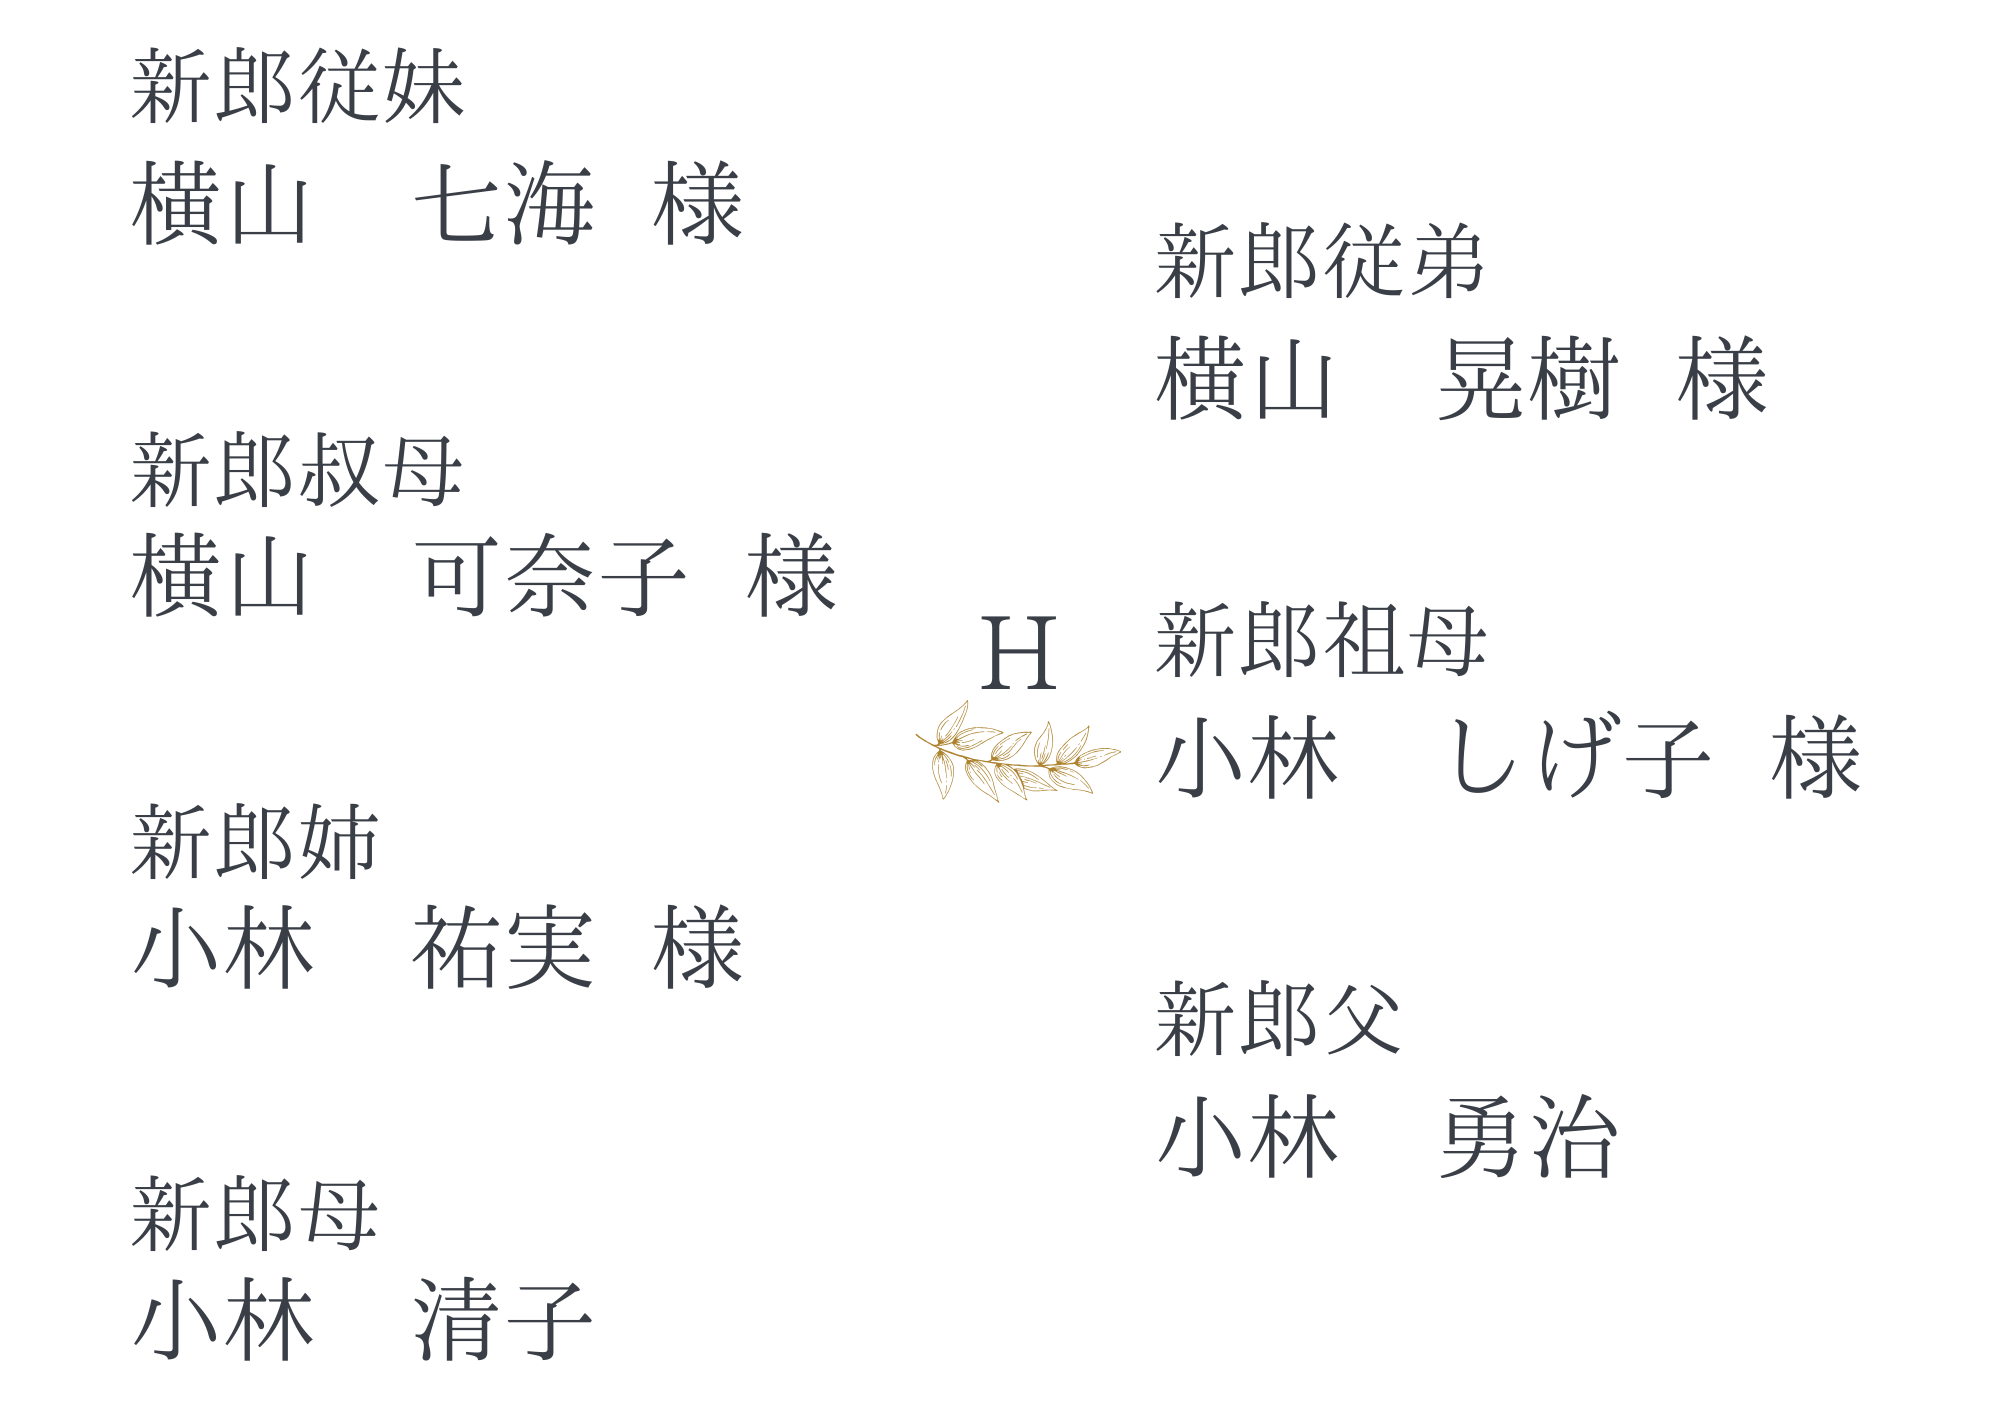 新郎従妹
横山　七海　様
新郎叔母
横山　可奈子　様
新郎姉
小林　祐実　様
新郎母
小林　清子
H
新郎従弟
横山　晃樹　様
新郎祖母
小林　しげ子　様
新郎父
小林　勇治